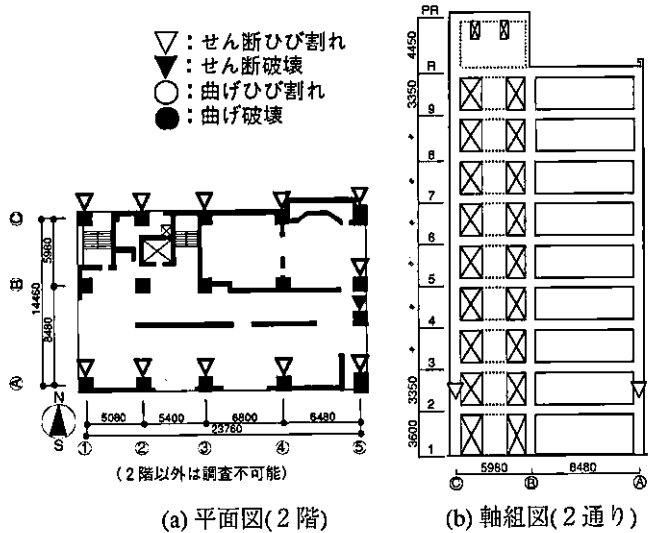 ▽：せん断ひび割れ
▼：せん断破壊
○：曲げひび割れ
●：曲げ破壊
Ⓒ
Ⓑ
Ⓐ
5980
8480
14460
N
S
5080 5400 6800 6480
23760
① ② ③ ④ ⑤
(２階以外は調査不可能)
(a) 平面図(２階)
PR
4450
R
3350
9
8
7
6
5
4
3
3350
2
3600
1
5980 8480
Ⓒ Ⓑ Ⓐ
(b) 軸組図(２通り)